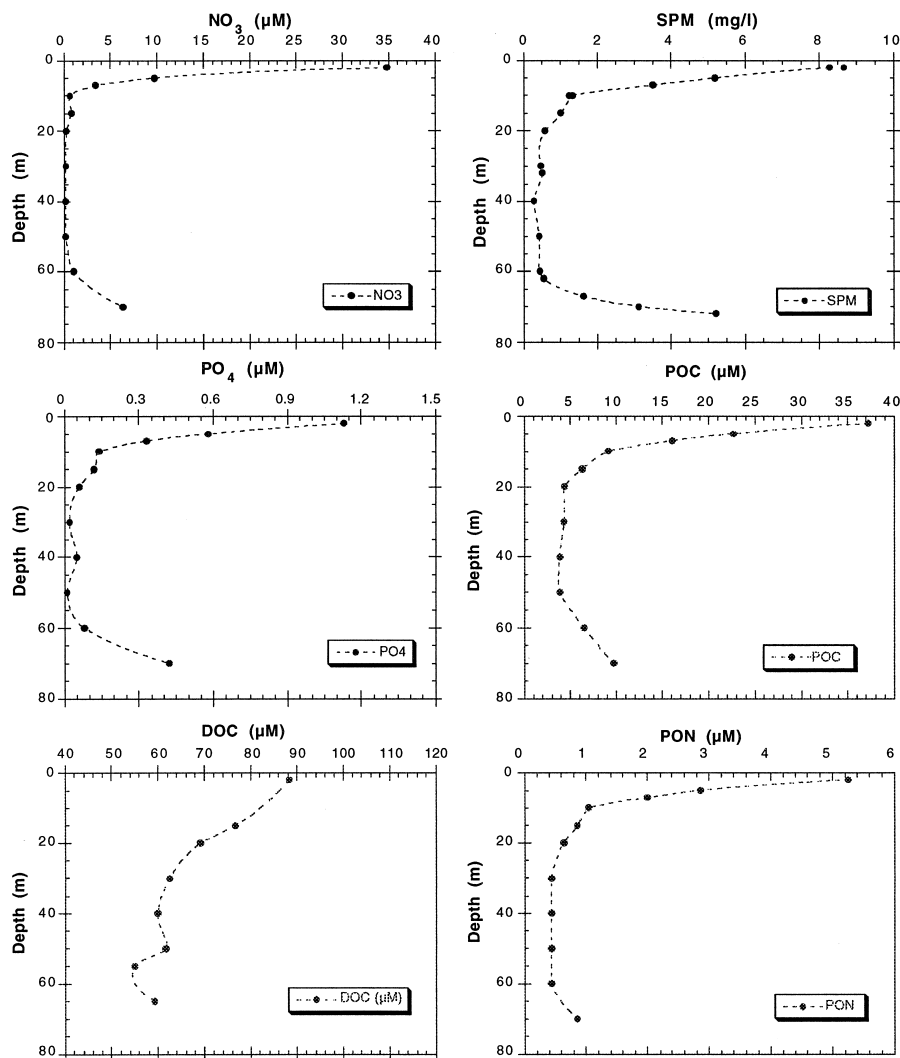 NO3 (µM)
0 5 10 15 20 25 30 35 40
0
20
40
60
80
Depth (m)
NO3
SPM (mg/l)
0 2 4 6 8 10
0
20
40
60
80
Depth (m)
SPM
PO4 (µM)
0 0.3 0.6 0.9 1.2 1.5
0
20
40
60
80
Depth (m)
PO4
POC (µM)
0 5 10 15 20 25 30 35 40
0
20
40
60
80
Depth (m)
POC
DOC (µM)
40 50 60 70 80 90 100 110 120
0
20
40
60
80
Depth (m)
DOC (µM)
PON (µM)
0 1 2 3 4 5 6
0
20
40
60
80
Depth (m)
PON